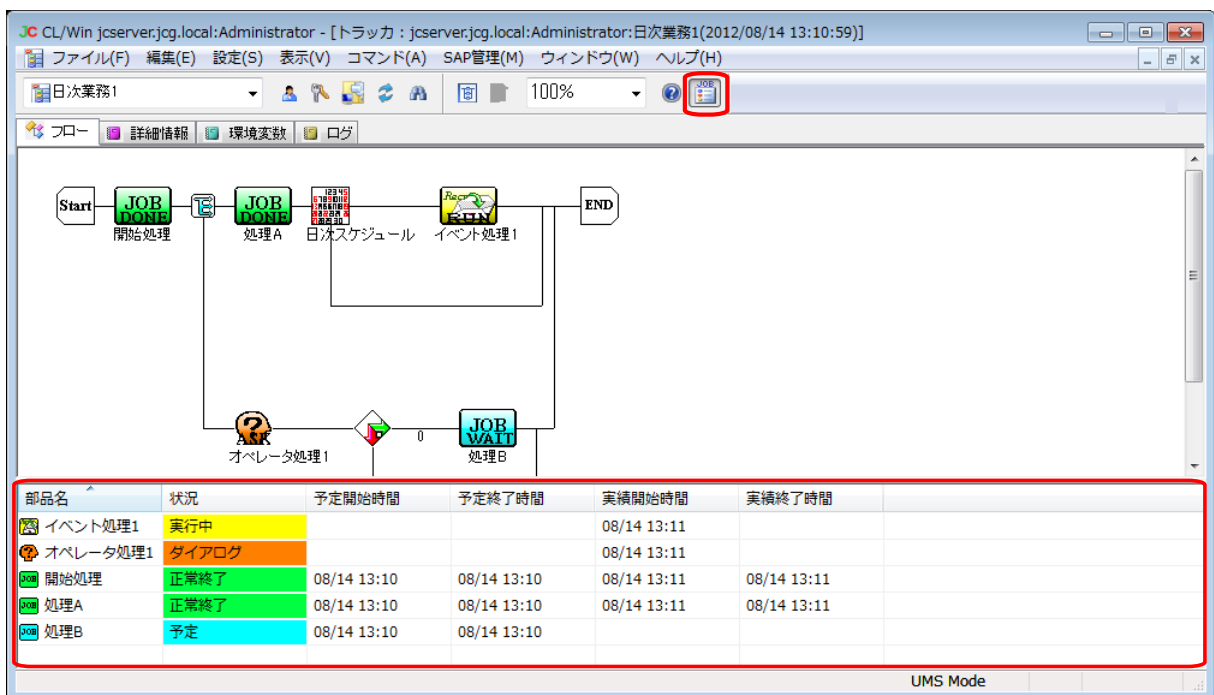 JC CL/Win jcserver.jcg.local:Administrator - [トラッカ : jcserver.jcg.local:Administrator:日次業務1(2012/08/14 13:10:59)]
ファイル(F) 編集(E) 設定(S) 表示(V) コマンド(A) SAP管理(M) ウィンドウ(W) ヘルプ(H)
日次業務1 100% JOB
フロー 詳細情報 環境変数 ログ
Start JOB DONE JOB DONE Recv RUN END
開始処理 処理A 日次スケジュール イベント処理1
ASK 0 JOB WAIT
オペレータ処理1 処理B
部品名 状況 予定開始時間 予定終了時間 実績開始時間 実績終了時間
イベント処理1 実行中 08/14 13:11
オペレータ処理1 ダイアログ 08/14 13:11
JOB 開始処理 正常終了 08/14 13:10 08/14 13:10 08/14 13:11 08/14 13:11
JOB 処理A 正常終了 08/14 13:10 08/14 13:10 08/14 13:11 08/14 13:11
JOB 処理B 予定 08/14 13:10 08/14 13:10
UMS Mode